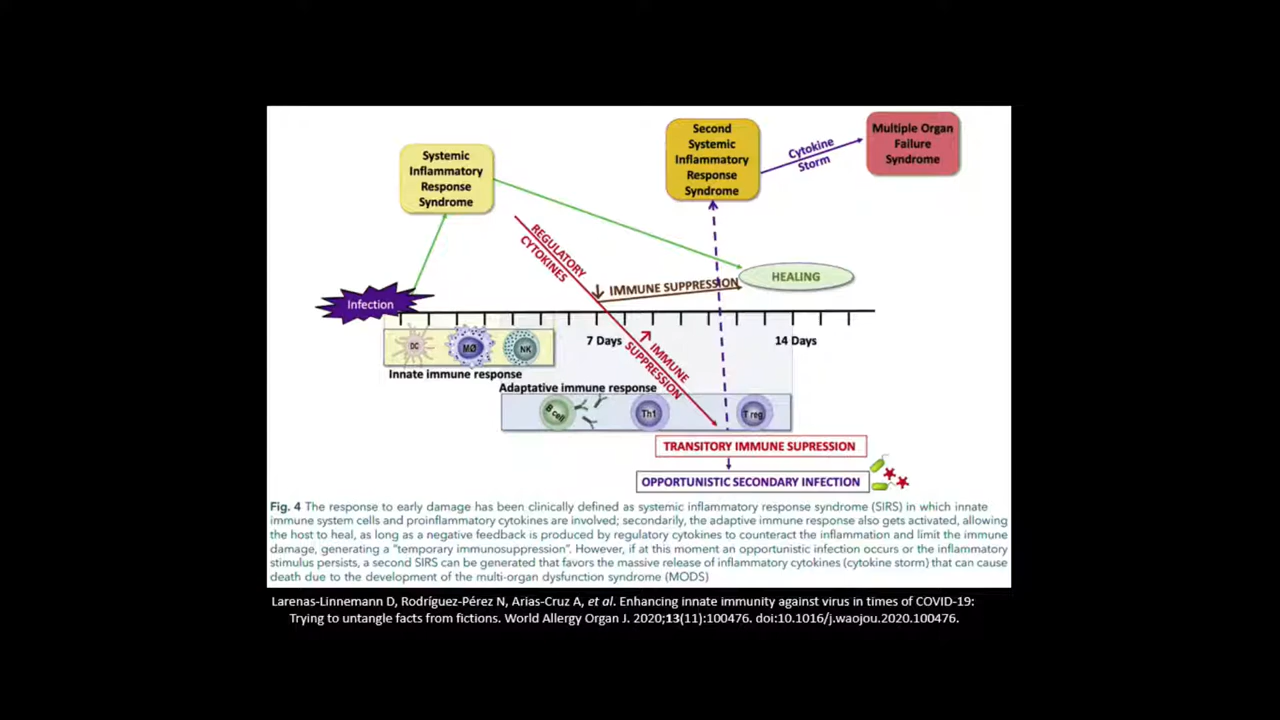 Second
Systemic
Inflammatory
Response
Syndrome
Cytokine
Storm
Multiple Organ
Failure
Syndrome
Systemic
Inflammatory
Response
Syndrome
REGULATORY
CYTOKINES
IMMUNE SUPPRESSION
HEALING
Infection
7 Days
14 Days
IMMUNE
SUPPRESSION
DC
MØ
NK
Innate immune response
Adaptative immune response
B cell
Th1
T reg
TRANSITORY IMMUNE SUPRESSION
OPPORTUNISTIC SECONDARY INFECTION
Fig. 4 The response to early damage has been clinically defined as systemic inflammatory response syndrome (SIRS) in which innate
immune system cells and proinflammatory cytokines are involved; secondarily, the adaptive immune response also gets activated, allowing
the host to heal, as long as a negative feedback is produced by regulatory cytokines to counteract the inflammation and limit the immune
damage, generating a "temporary immunosuppression". However, if at this moment an opportunistic infection occurs or the inflammatory
stimulus persists, a second SIRS can be generated that favors the massive release of inflammatory cytokines (cytokine storm) that can cause
death due to the development of the multi-organ dysfunction syndrome (MODS)
Larenas-Linnemann D, Rodríguez-Pérez N, Arias-Cruz A, et al. Enhancing innate immunity against virus in times of COVID-19:
Trying to untangle facts from fictions. World Allergy Organ J. 2020;13(11):100476. doi:10.1016/j.waojou.2020.100476.